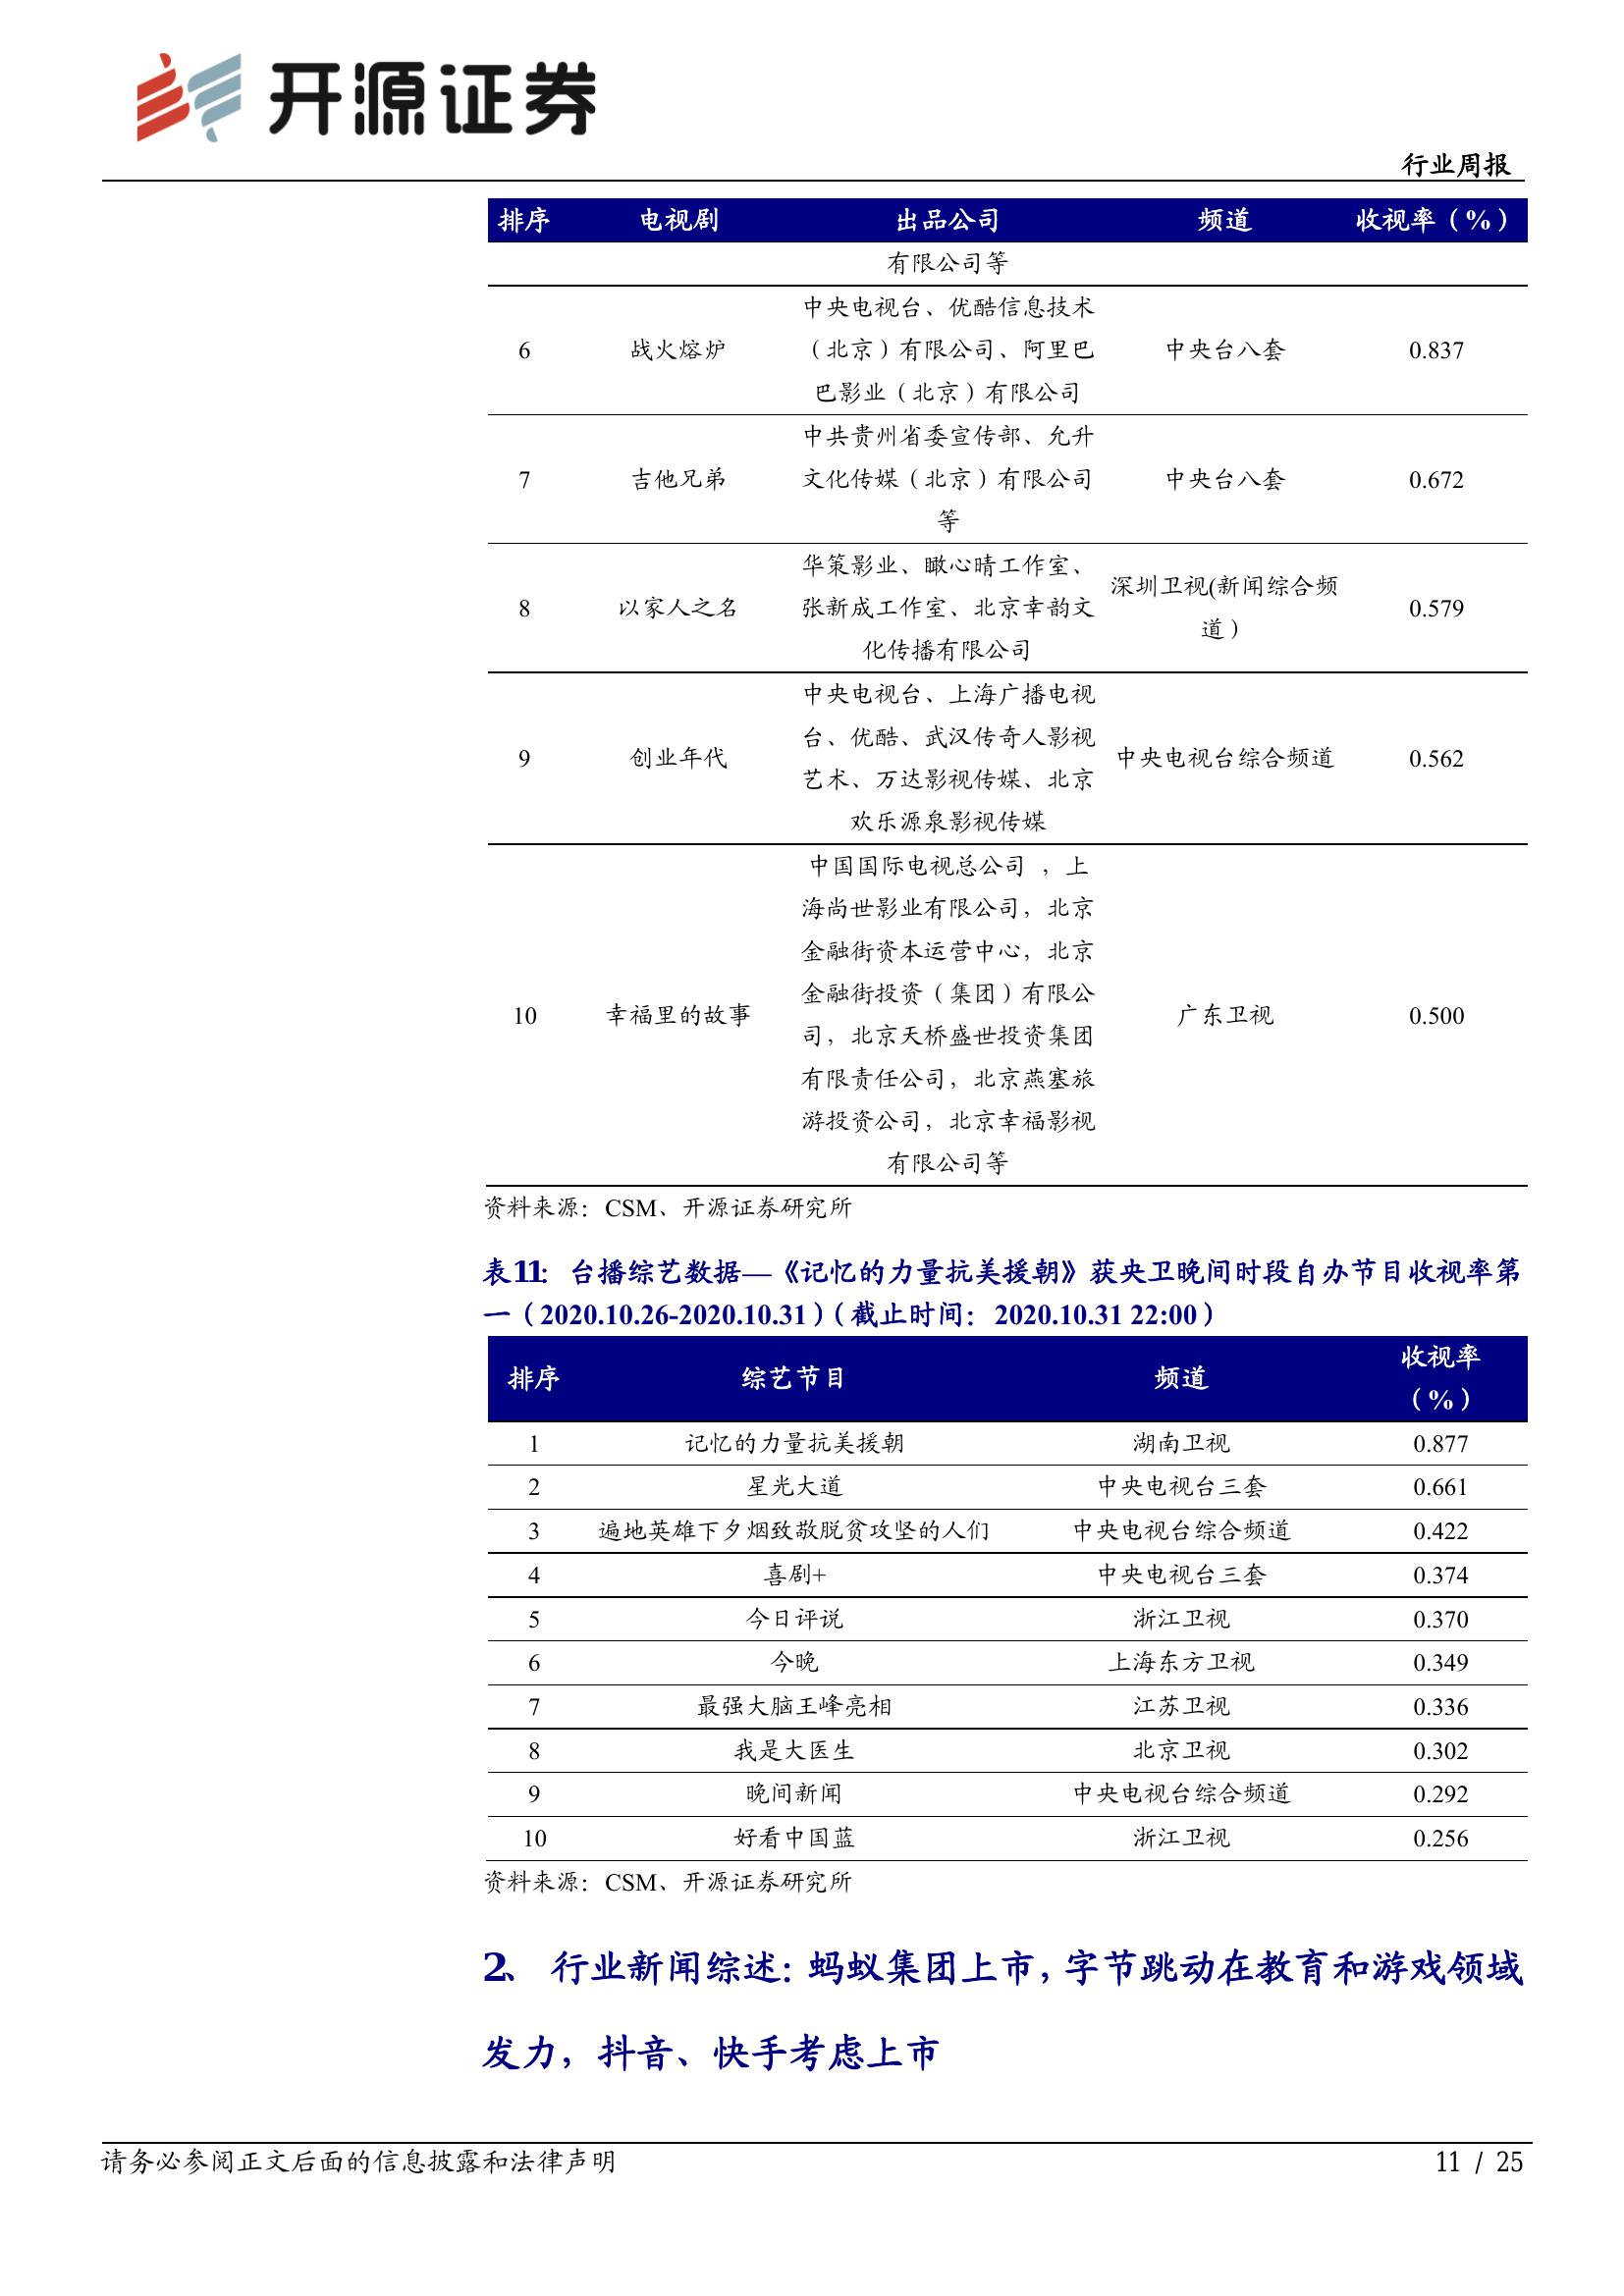 开源证券
行业周报
排序 电视剧 出品公司 频道 收视率（%）
有限公司等
中央电视台、优酷信息技术
6 战火熔炉 （北京）有限公司、阿里巴 中央台八套 0.837
巴影业（北京）有限公司
中共贵州省委宣传部、允升
7 吉他兄弟 文化传媒（北京）有限公司 中央台八套 0.672
等
华策影业、瞰心晴工作室、
深圳卫视(新闻综合频
8 以家人之名 张新成工作室、北京幸韵文 0.579
道）
化传播有限公司
中央电视台、上海广播电视
台、优酷、武汉传奇人影视
9 创业年代 中央电视台综合频道 0.562
艺术、万达影视传媒、北京
欢乐源泉影视传媒
中国国际电视总公司 ，上
海尚世影业有限公司，北京
金融街资本运营中心，北京
金融街投资（集团）有限公
10 幸福里的故事 广东卫视 0.500
司，北京天桥盛世投资集团
有限责任公司，北京燕塞旅
游投资公司，北京幸福影视
有限公司等
资料来源：CSM、开源证券研究所
表11： 台播综艺数据—《记忆的力量抗美援朝》获央卫晚间时段自办节目收视率第
一（2020.10.26-2020.10.31）（截止时间：2020.10.31 22:00）
排序 综艺节目 频道 收视率
（%）
1 记忆的力量抗美援朝 湖南卫视 0.877
2 星光大道 中央电视台三套 0.661
3 遍地英雄下夕烟致敬脱贫攻坚的人们 中央电视台综合频道 0.422
4 喜剧+ 中央电视台三套 0.374
5 今日评说 浙江卫视 0.370
6 今晚 上海东方卫视 0.349
7 最强大脑王峰亮相 江苏卫视 0.336
8 我是大医生 北京卫视 0.302
9 晚间新闻 中央电视台综合频道 0.292
10 好看中国蓝 浙江卫视 0.256
资料来源：CSM、开源证券研究所
2、 行业新闻综述：蚂蚁集团上市，字节跳动在教育和游戏领域
发力，抖音、快手考虑上市
请务必参阅正文后面的信息披露和法律声明 11 / 25